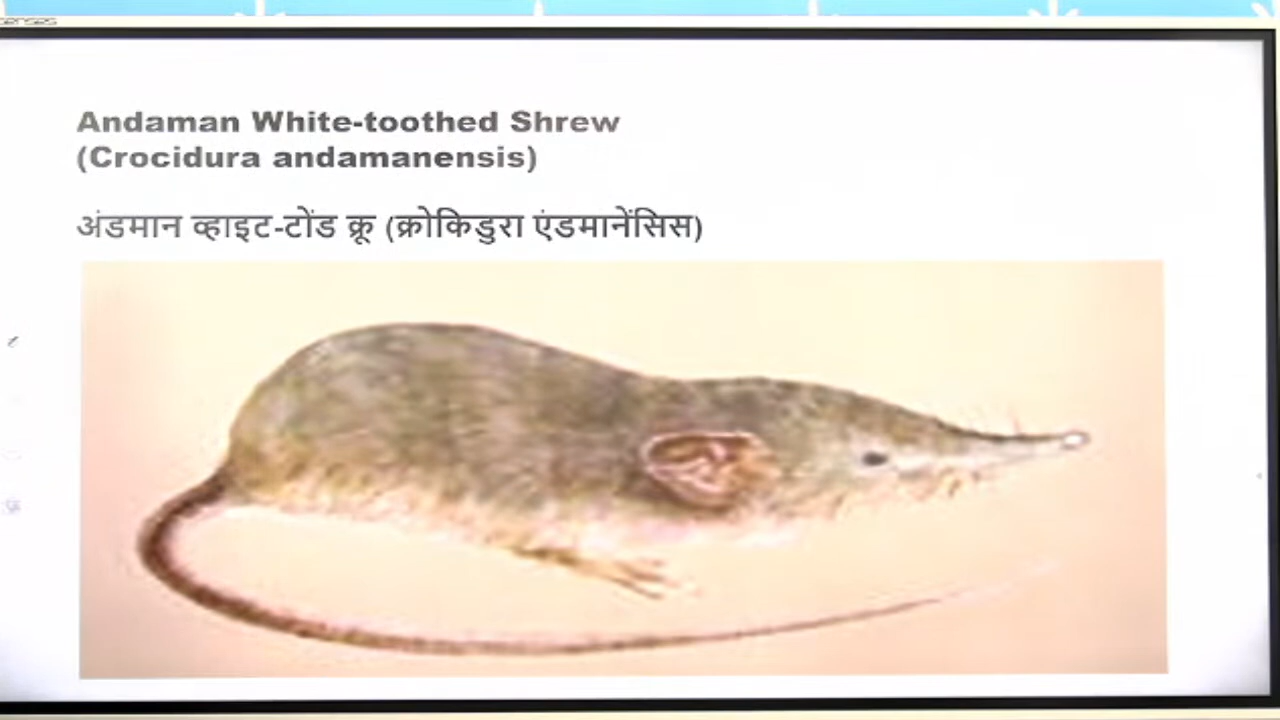 Andaman White-toothed Shrew
(Crocidura andamanensis)
अंडमान व्हाइट-टोंड क्रू (क्रोकिडुरा एंडमानेंसिस)